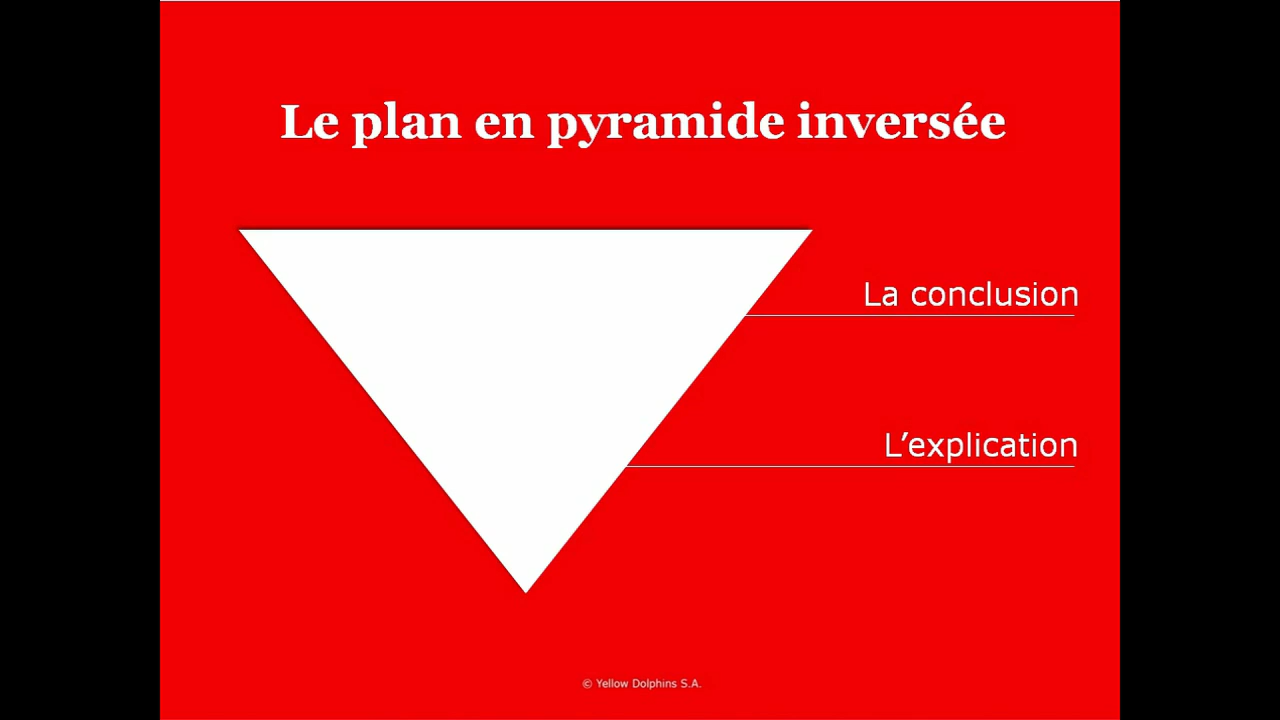 Le plan en pyramide inversée
La conclusion
L’explication
© Yellow Dolphins S.A.